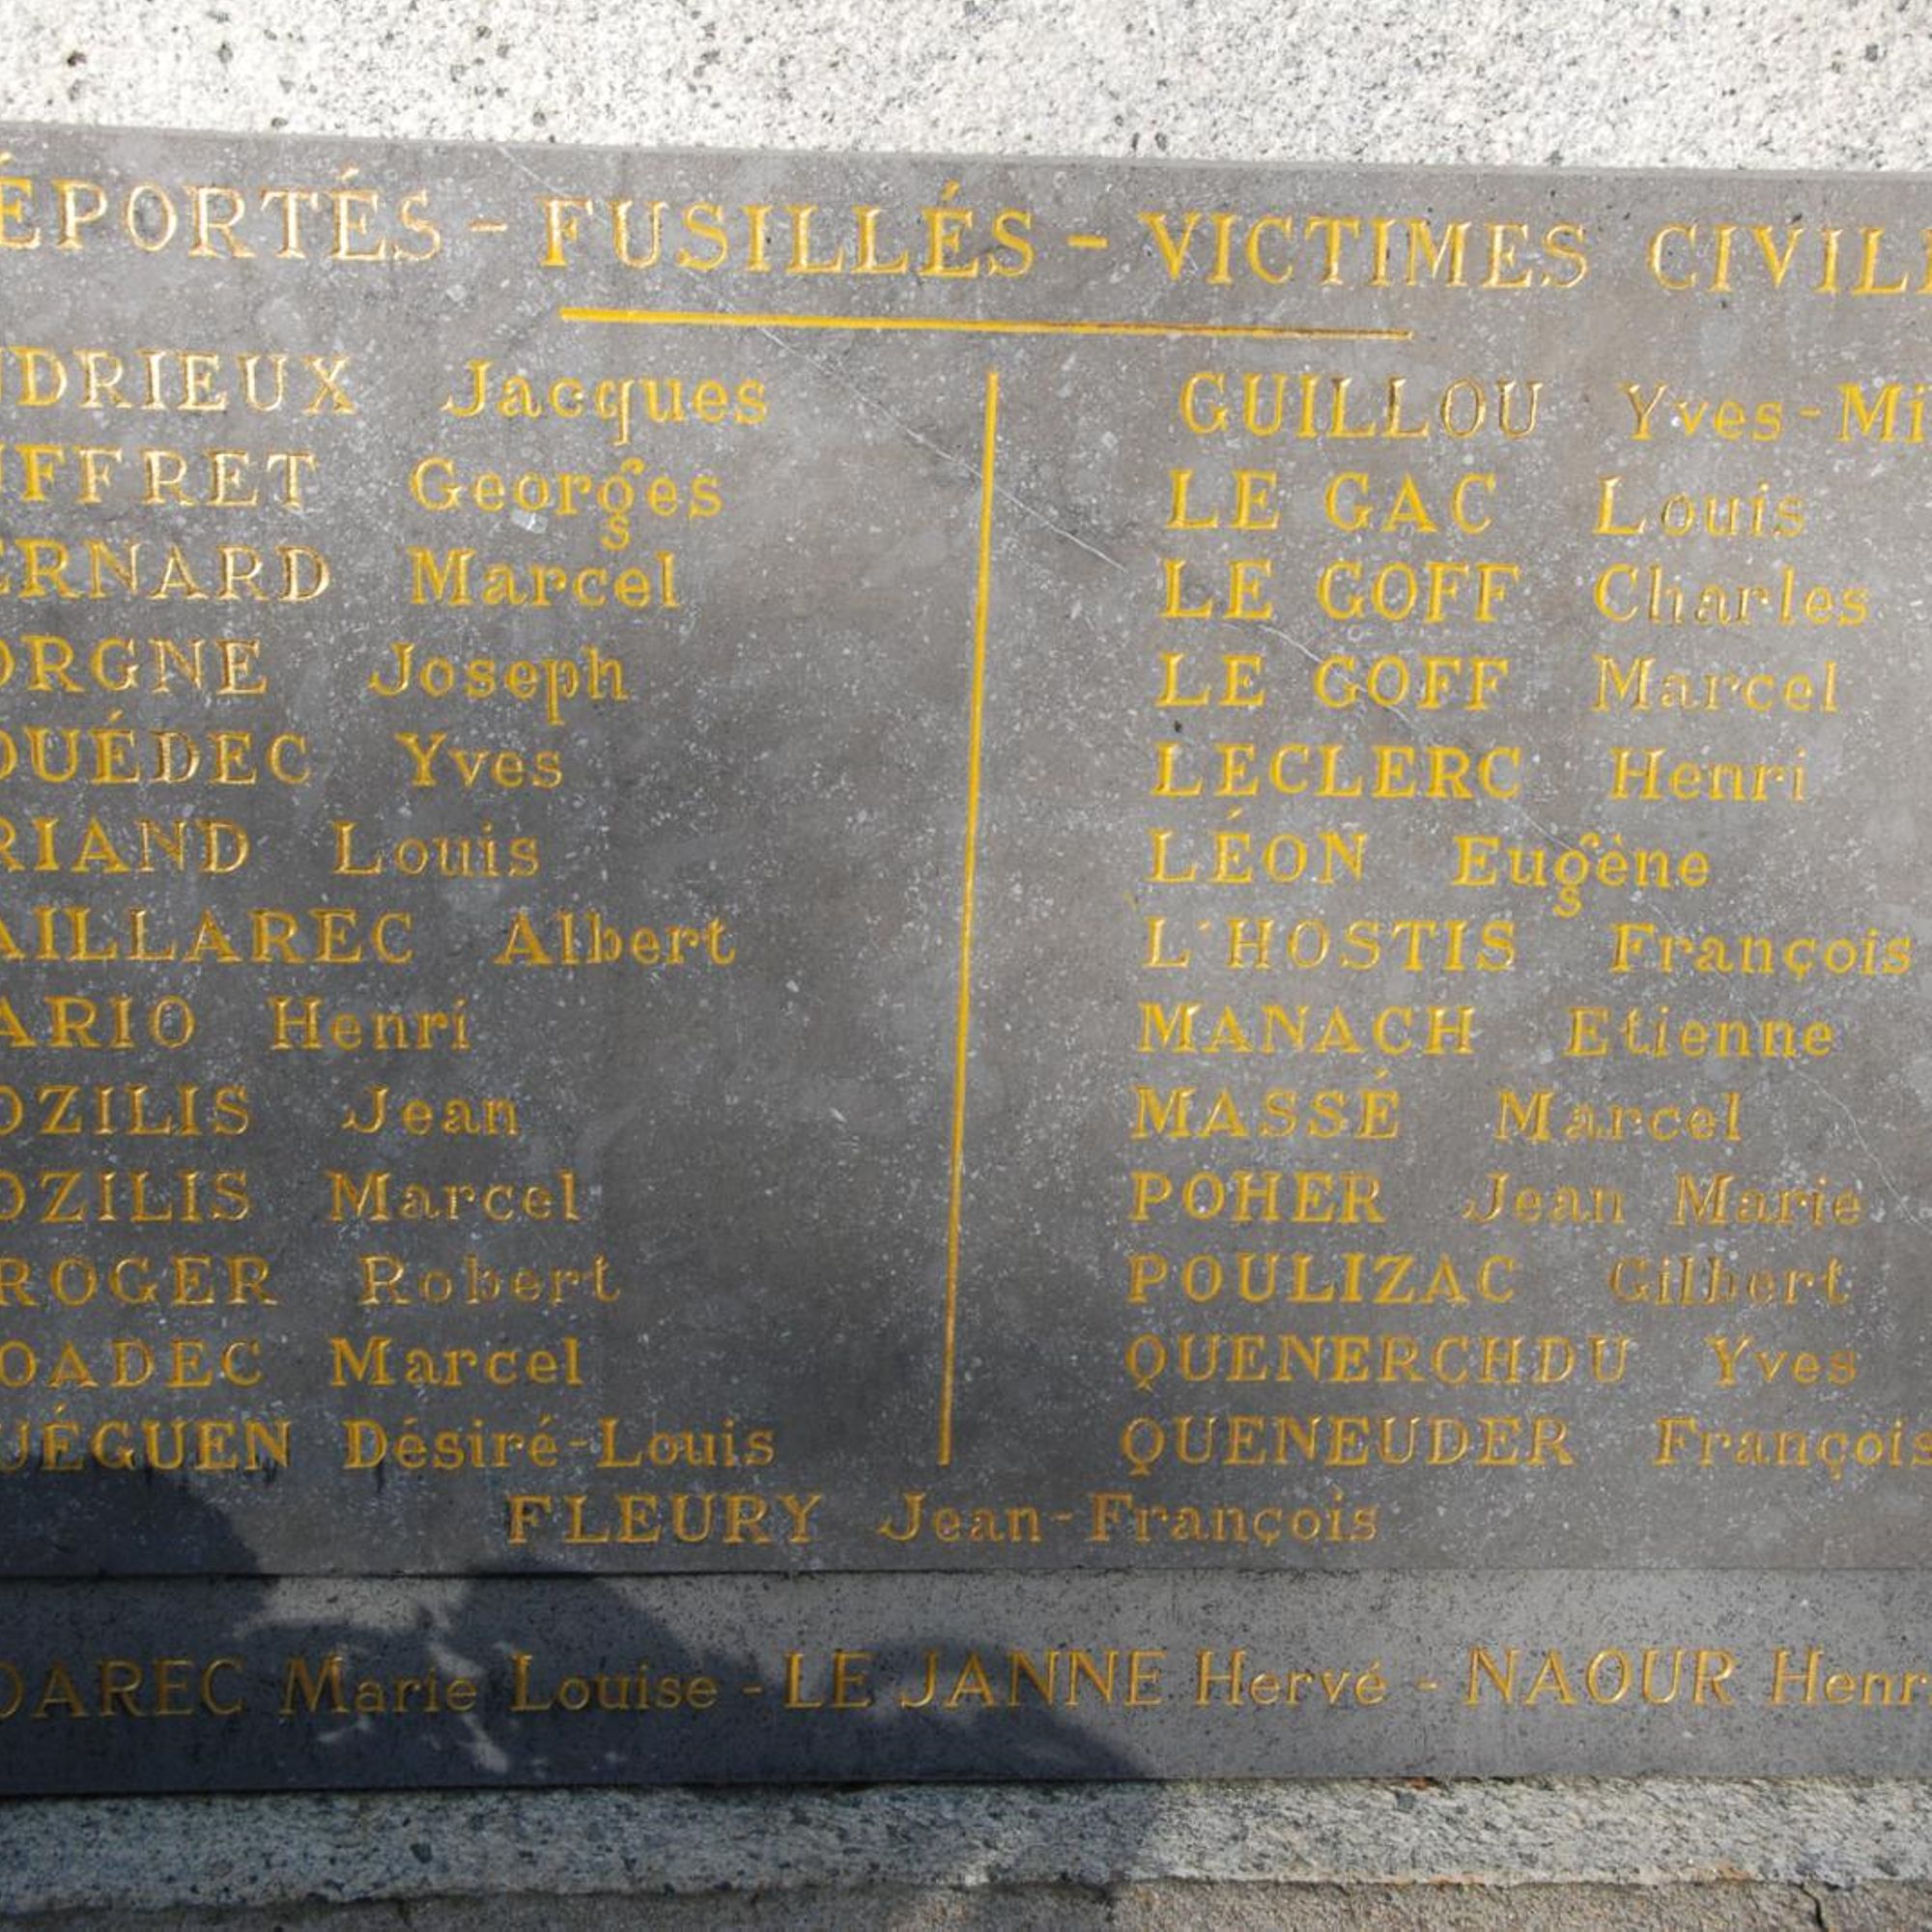 ÉPORTÉS - FUSILLÉS - VICTIMES CIVIL
DRIEUX Jacques
FFRET Georges
ERNARD Marcel
ORGNE Joseph
OUÉDEC Yves
RIAND Louis
AILLAREC Albert
ARIO Henri
OZILIS Jean
OZILIS Marcel
ROGER Robert
OADEC Marcel
UÉGUEN Désiré-Louis
GUILLOU Yves-Mi
LE GAC Louis
LE GOFF Charles
LE GOFF Marcel
LECLERC Henri
LÉON Eugène
L'HOSTIS François
MANACH Etienne
MASSÉ Marcel
POHER Jean Marie
POULIZAC Gilbert
QUENERCHDU Yves
QUENEUDER François
FLEURY Jean-François
OAREC Marie Louise - LE JANNE Hervé - NAOUR Henr